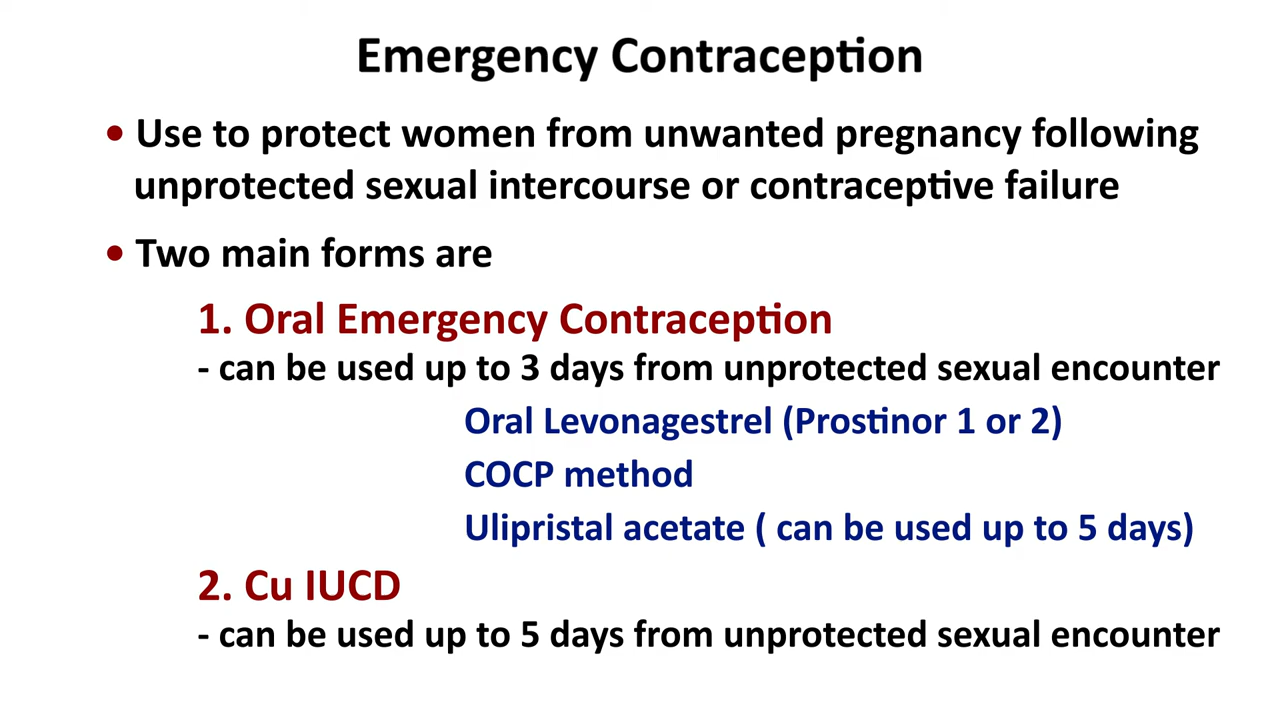 Emergency Contraception
• Use to protect women from unwanted pregnancy following
unprotected sexual intercourse or contraceptive failure
• Two main forms are
1. Oral Emergency Contraception
- can be used up to 3 days from unprotected sexual encounter
Oral Levonagestrel (Prostinor 1 or 2)
COCP method
Ulipristal acetate ( can be used up to 5 days)
2. Cu IUCD
- can be used up to 5 days from unprotected sexual encounter